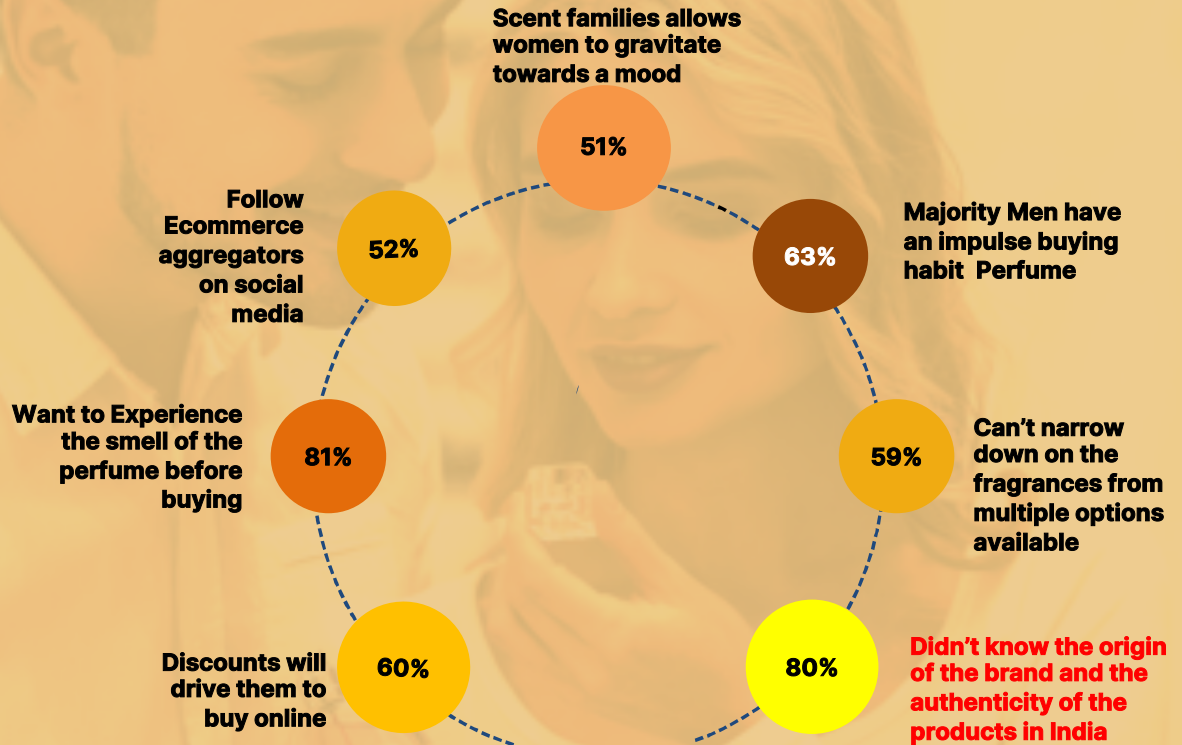 Scent families allows
women to gravitate
towards a mood
51%
Follow
Ecommerce
aggregators
on social
media
52%
63%
Majority Men have
an impulse buying
habit  Perfume
Want to Experience
the smell of the
perfume before
buying
81%
59%
Can’t narrow
down on the
fragrances from
multiple options
available
Discounts will
drive them to
buy online
60%
80%
Didn’t know the origin
of the brand and the
authenticity of the
products in India